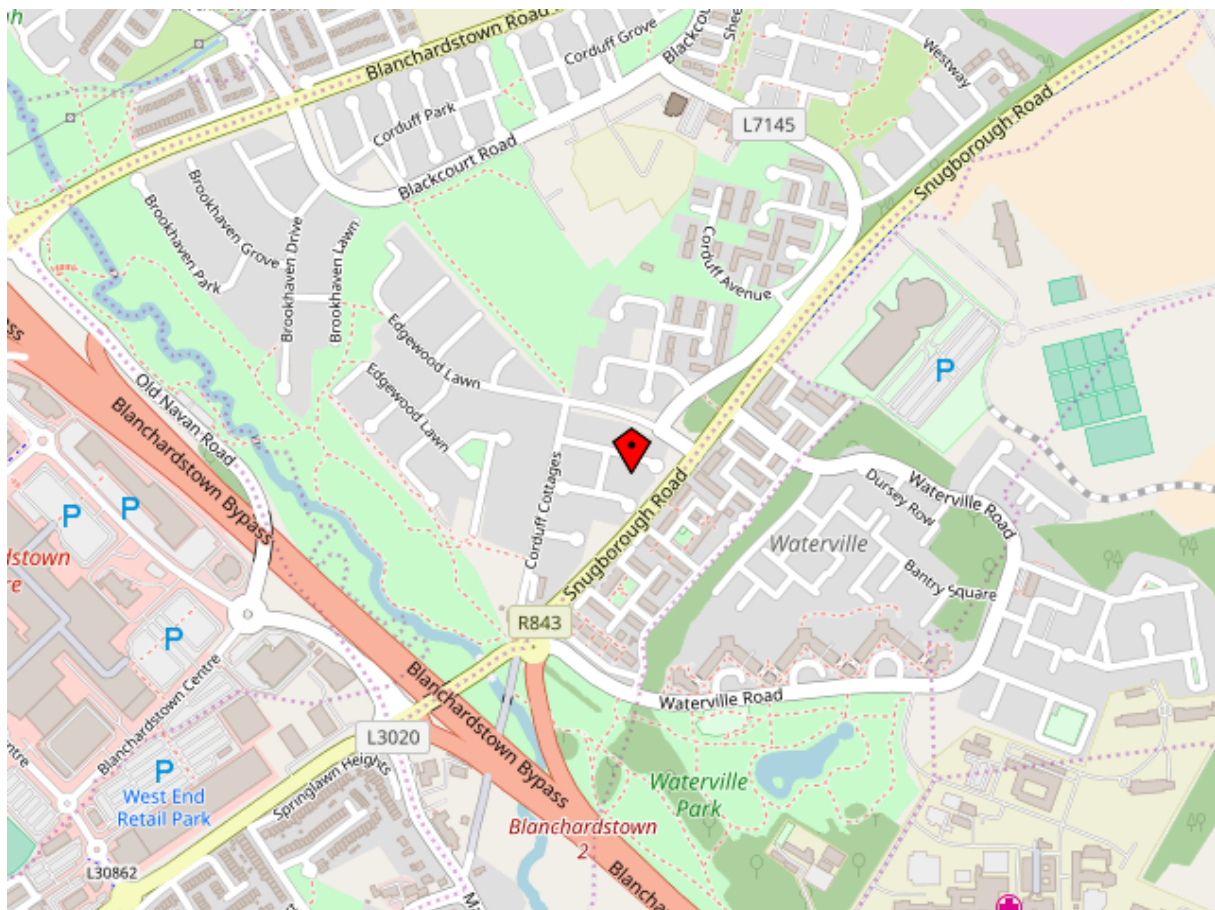 Blanchardstown Road
Corduff Grove
Blackcourt
Westway
L7145
Corduff Park
Blackcourt Road
Snugborough Road
Brookhaven Grove
Brookhaven Park
Brookhaven Drive
Brookhaven Lawn
Corduff Avenue
Edgewood Lawn
P
Edgewood Lawn
Old Navan Road
Blanchardstown Bypass
Corduff Cottages
Waterville Road
Dursey Row
P
P
Snugborough Road
Waterville
Bantry Square
R843
P
Blanchardstown Centre
Blanchardstown Bypass
Waterville Road
L3020
P
West End
Retail Park
Springlawn Heights
Waterville
Park
Blanchardstown
2
L30862